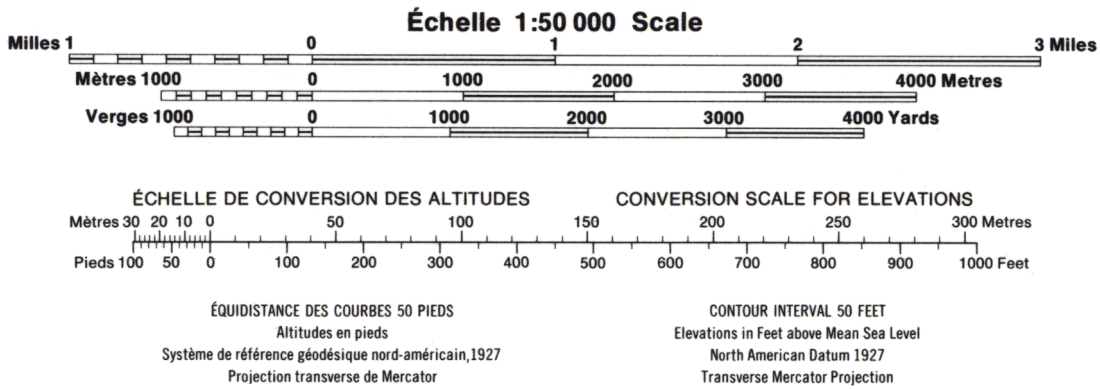 Échelle 1:50 000 Scale
Milles 1 0 1 2 3 Miles
Mètres 1000 0 1000 2000 3000 4000 Metres
Verges 1000 0 1000 2000 3000 4000 Yards
ÉCHELLE DE CONVERSION DES ALTITUDES CONVERSION SCALE FOR ELEVATIONS
Mètres 30 20 10 0 50 100 150 200 250 300 Metres
Pieds 100 50 0 100 200 300 400 500 600 700 800 900 1000 Feet
ÉQUIDISTANCE DES COURBES 50 PIEDS
Altitudes en pieds
Système de référence géodésique nord-américain,1927
Projection transverse de Mercator
CONTOUR INTERVAL 50 FEET
Elevations in Feet above Mean Sea Level
North American Datum 1927
Transverse Mercator Projection